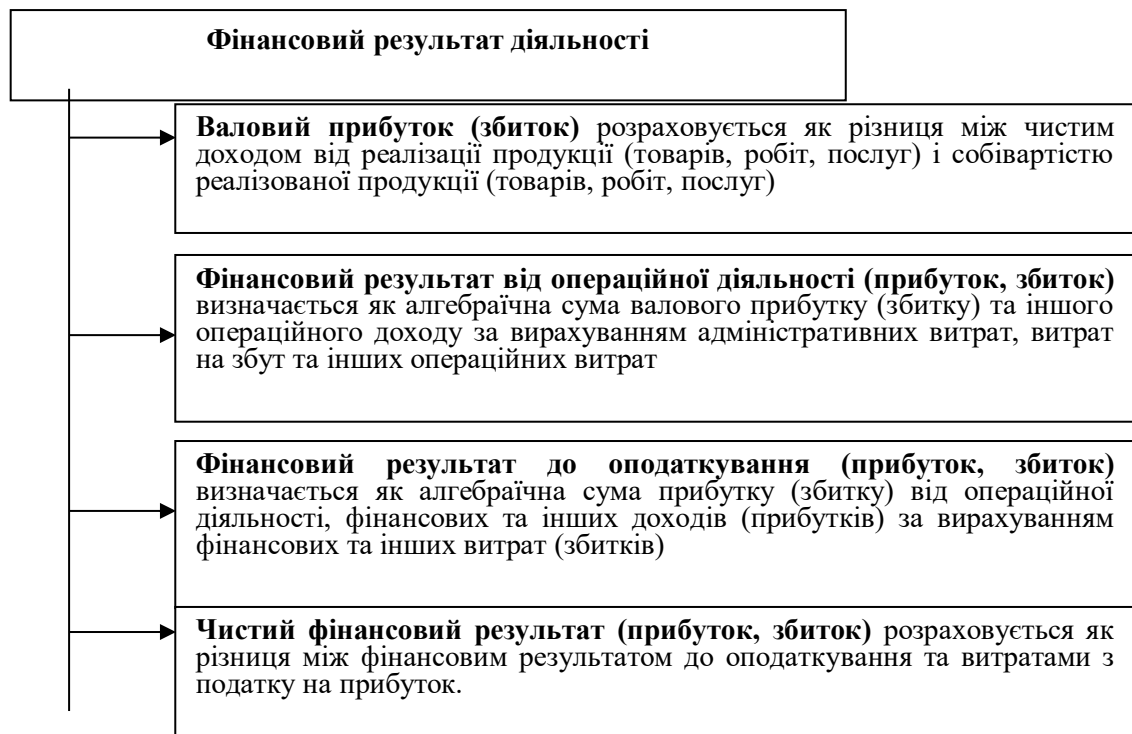 Фінансовий результат діяльності
Валовий прибуток (збиток) розраховується як різниця між чистим
доходом від реалізації продукції (товарів, робіт, послуг) і собівартістю
реалізованої продукції (товарів, робіт, послуг)
Фінансовий результат від операційної діяльності (прибуток, збиток)
визначається як алгебраїчна сума валового прибутку (збитку) та іншого
операційного доходу за вирахуванням адміністративних витрат, витрат
на збут та інших операційних витрат
Фінансовий результат до оподаткування (прибуток, збиток)
визначається як алгебраїчна сума прибутку (збитку) від операційної
діяльності, фінансових та інших доходів (прибутків) за вирахуванням
фінансових та інших витрат (збитків)
Чистий фінансовий результат (прибуток, збиток) розраховується як
різниця між фінансовим результатом до оподаткування та витратами з
податку на прибуток.